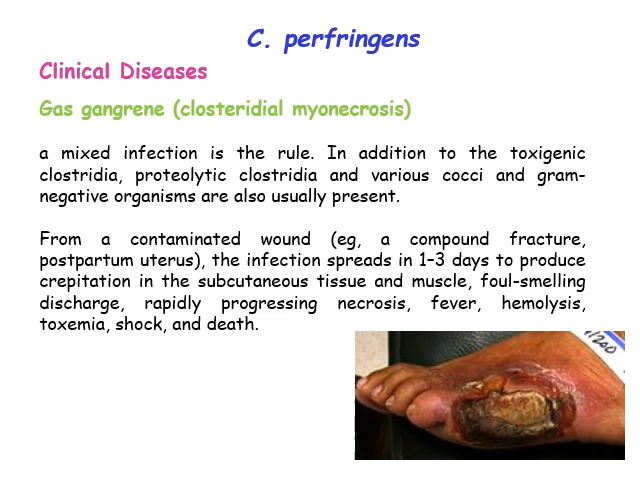 C. perfringens
Clinical Diseases
Gas gangrene (closteridial myonecrosis)
a mixed infection is the rule. In addition to the toxigenic
clostridia, proteolytic clostridia and various cocci and gram-
negative organisms are also usually present.
From a contaminated wound (eg, a compound fracture,
postpartum uterus), the infection spreads in 1–3 days to produce
crepitation in the subcutaneous tissue and muscle, foul-smelling
discharge, rapidly progressing necrosis, fever, hemolysis,
toxemia, shock, and death.